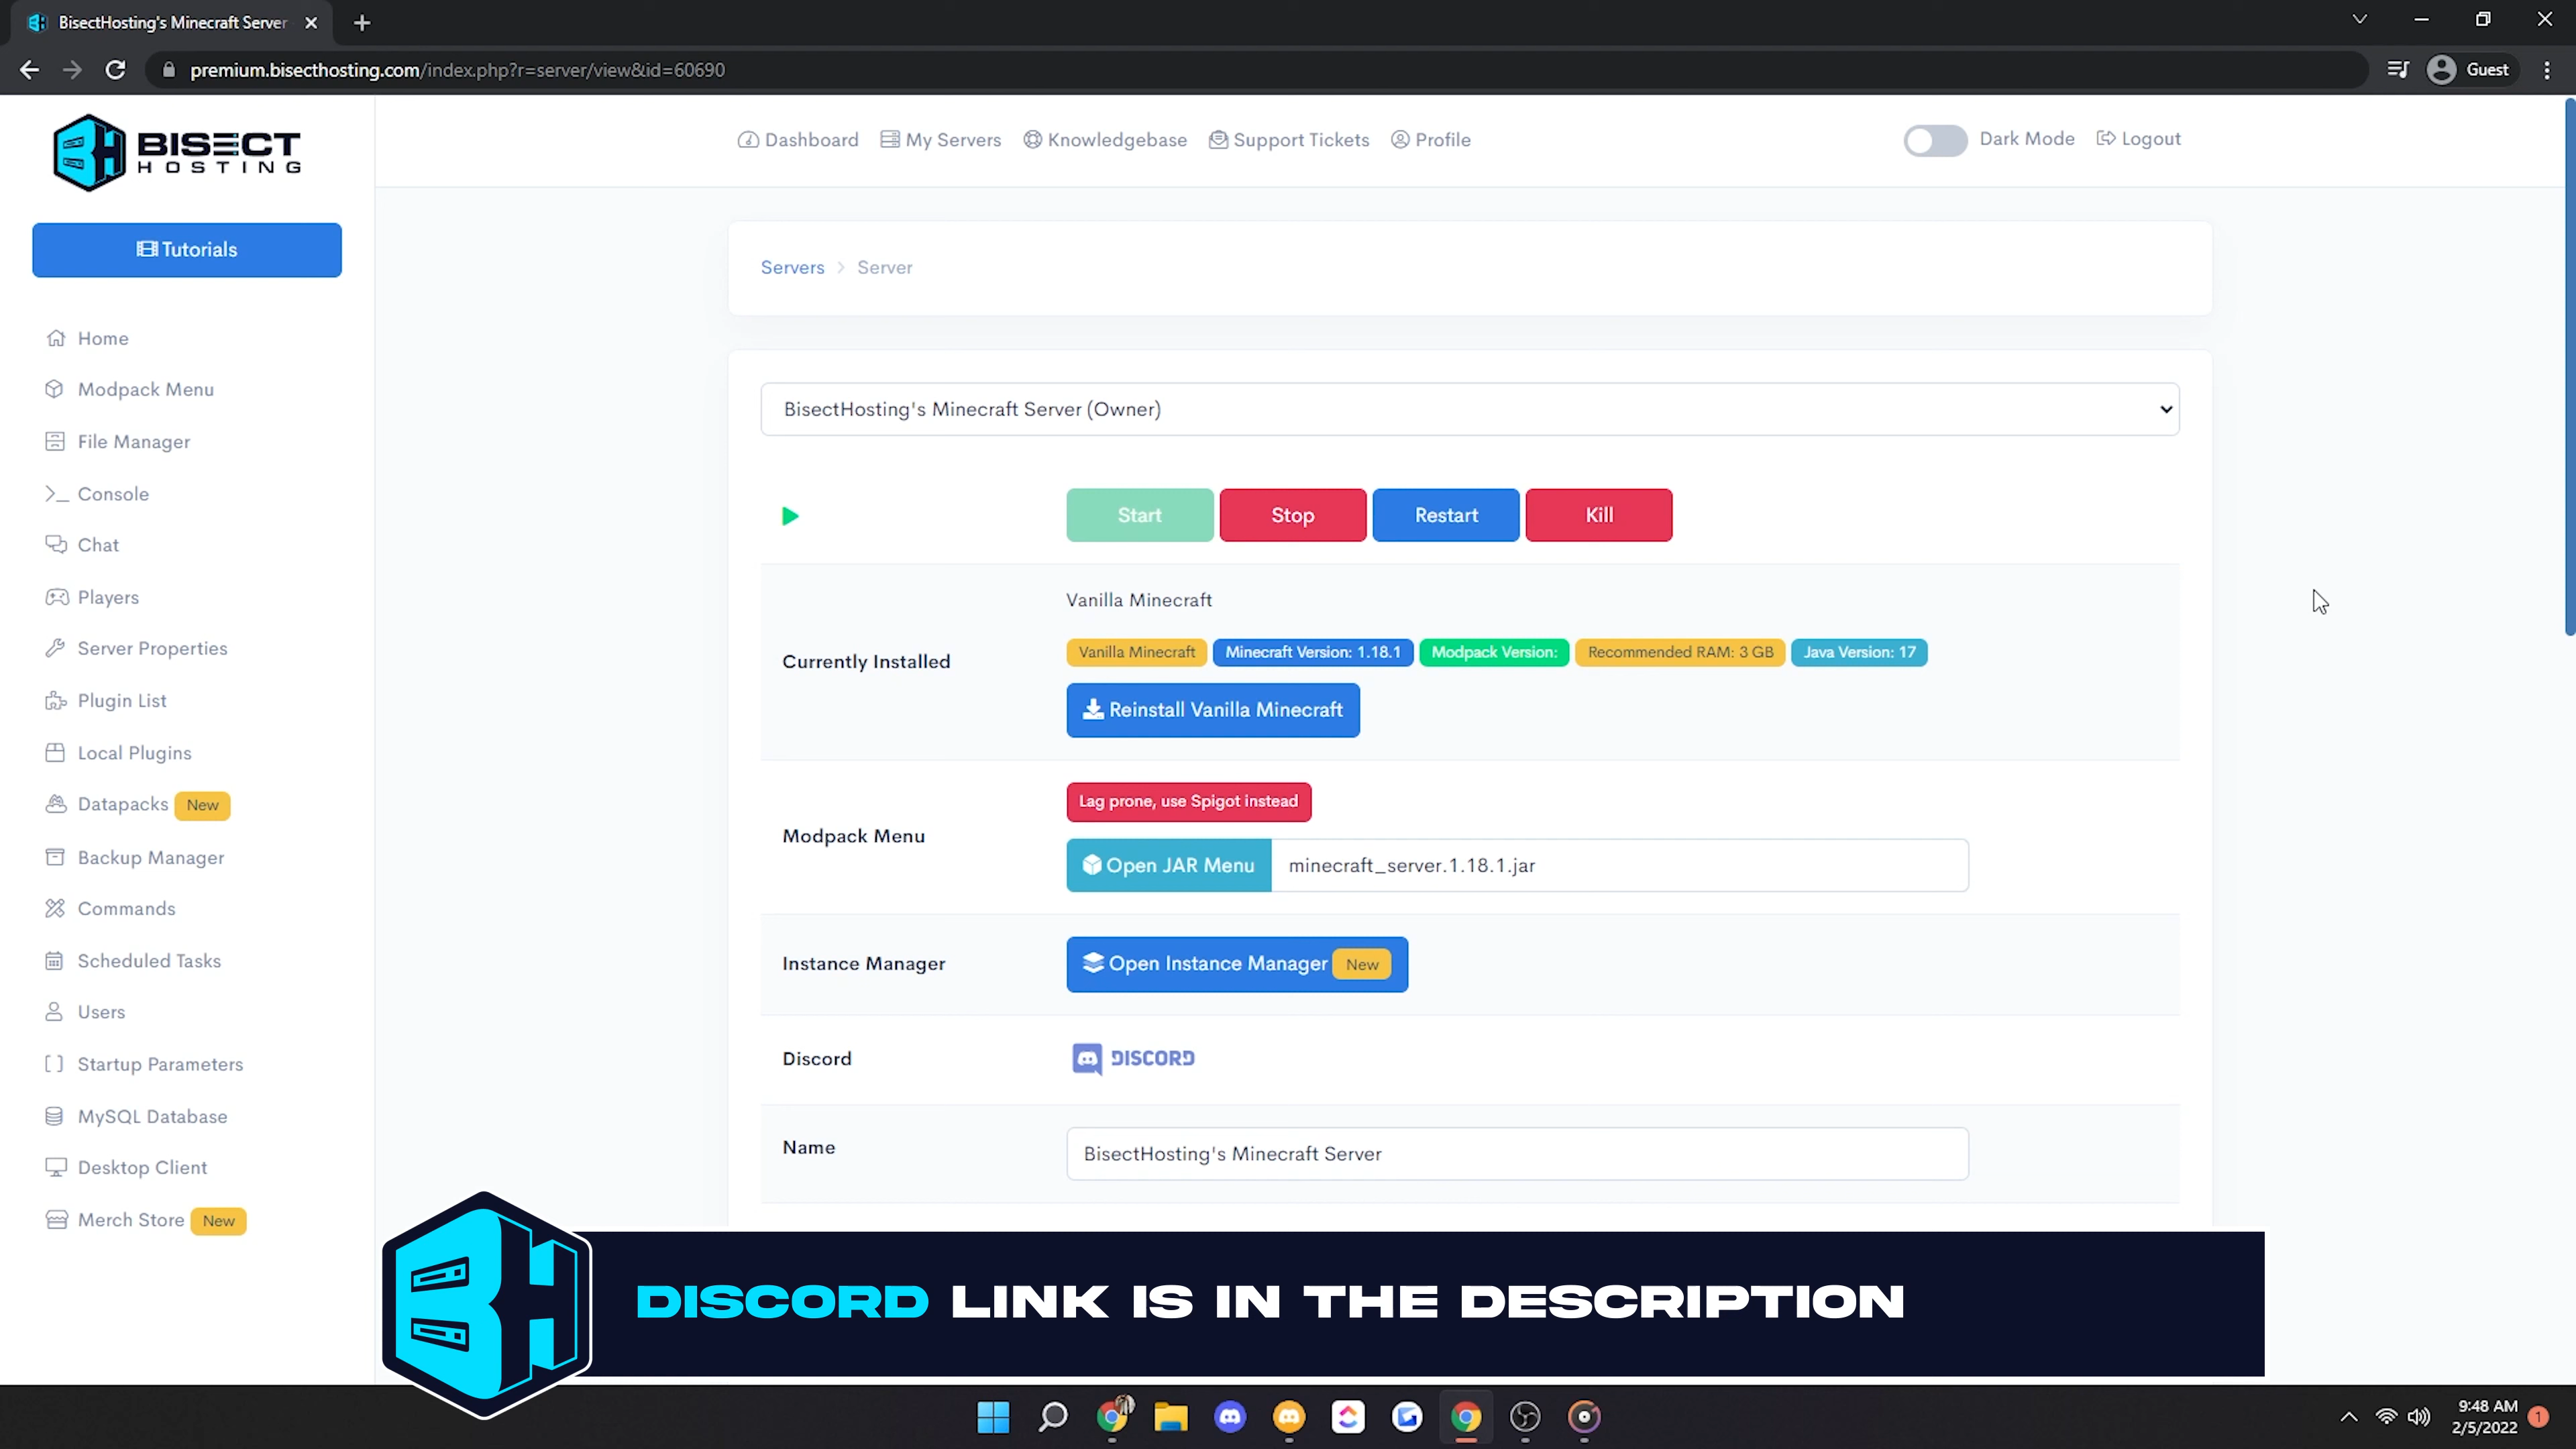 BisectHosting's Minecraft Server
premium.bisecthosting.com/index.php?r=server/view&id=60690
Guest
BISECT
HOSTING
Dashboard My Servers Knowledgebase Support Tickets Profile
Dark Mode Logout
Tutorials
Home
Modpack Menu
File Manager
Console
Chat
Players
Server Properties
Plugin List
Local Plugins
Datapacks New
Backup Manager
Commands
Scheduled Tasks
Users
Startup Parameters
MySQL Database
Desktop Client
Merch Store New
Servers > Server
BisectHosting's Minecraft Server (Owner)
Start Stop Restart Kill
Currently Installed
Vanilla Minecraft
Vanilla Minecraft Minecraft Version: 1.18.1 Modpack Version: Recommended RAM: 3 GB Java Version: 17
Reinstall Vanilla Minecraft
Modpack Menu
Lag prone, use Spigot instead
Open JAR Menu minecraft_server.1.18.1.jar
Instance Manager
Open Instance Manager New
Discord
DISCORD
Name
BisectHosting's Minecraft Server
DISCORD LINK IS IN THE DESCRIPTION
9:48 AM
2/5/2022
1